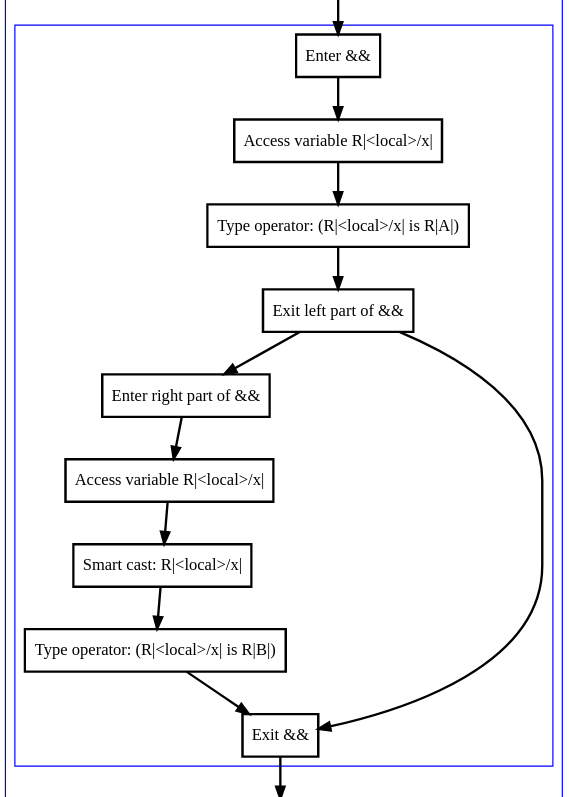 Enter &&
Access variable R|<local>/x|
Type operator: (R|<local>/x| is R|A|)
Exit left part of &&
Enter right part of &&
Access variable R|<local>/x|
Smart cast: R|<local>/x|
Type operator: (R|<local>/x| is R|B|)
Exit &&